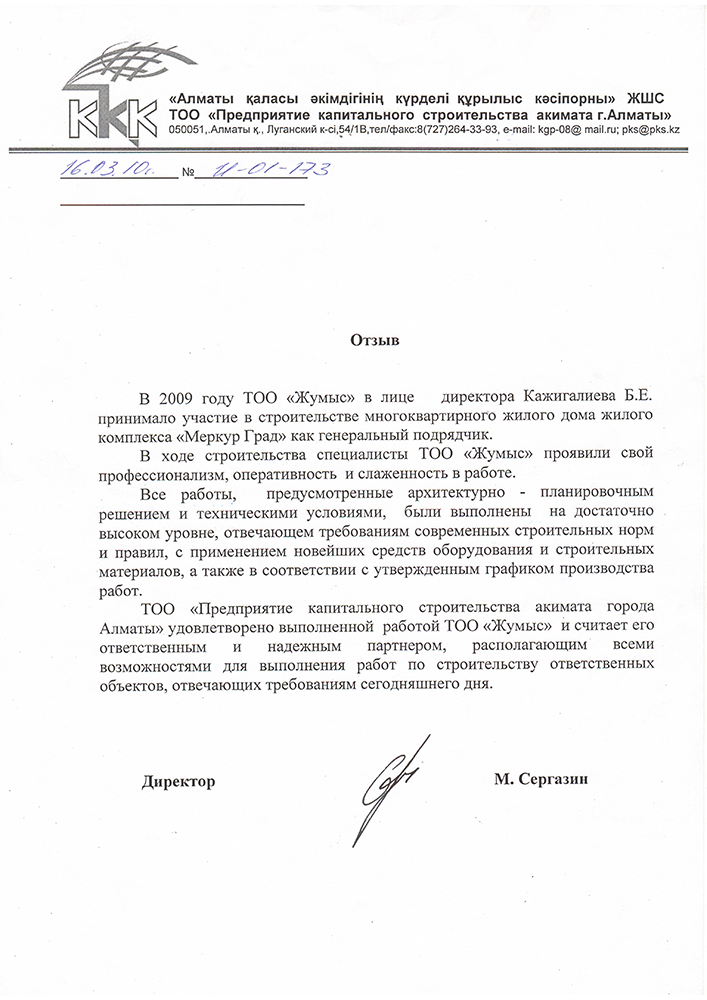 ККҚ
«Алматы қаласы әкімдігінің күрделі құрылыс кәсіпорны» ЖШС
ТОО «Предприятие капитального строительства акимата г.Алматы»
050051,.Алматы қ., Луганский к-сі,54/1В,тел/факс:8(727)264-33-93, e-mail: kgp-08@ mail.ru; pks@pks.kz
16.03.10г. № 11-01-173
Отзыв
В 2009 году ТОО «Жумыс» в лице директора Кажигалиева Б.Е.
принимало участие в строительстве многоквартирного жилого дома жилого
комплекса «Меркур Град» как генеральный подрядчик.
В ходе строительства специалисты ТОО «Жумыс» проявили свой
профессионализм, оперативность и слаженность в работе.
Все работы, предусмотренные архитектурно - планировочным
решением и техническими условиями, были выполнены на достаточно
высоком уровне, отвечающем требованиям современных строительных норм
и правил, с применением новейших средств оборудования и строительных
материалов, а также в соответствии с утвержденным графиком производства
работ.
ТОО «Предприятие капитального строительства акимата города
Алматы» удовлетворено выполненной работой ТОО «Жумыс» и считает его
ответственным и надежным партнером, располагающим всеми
возможностями для выполнения работ по строительству ответственных
объектов, отвечающих требованиям сегодняшнего дня.
Директор М. Сергазин